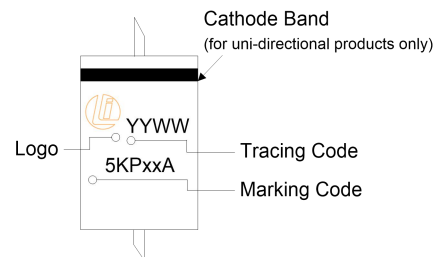 Cathode Band
(for uni-directional products only)
YYWW
Logo
Tracing Code
5KPxxA
Marking Code